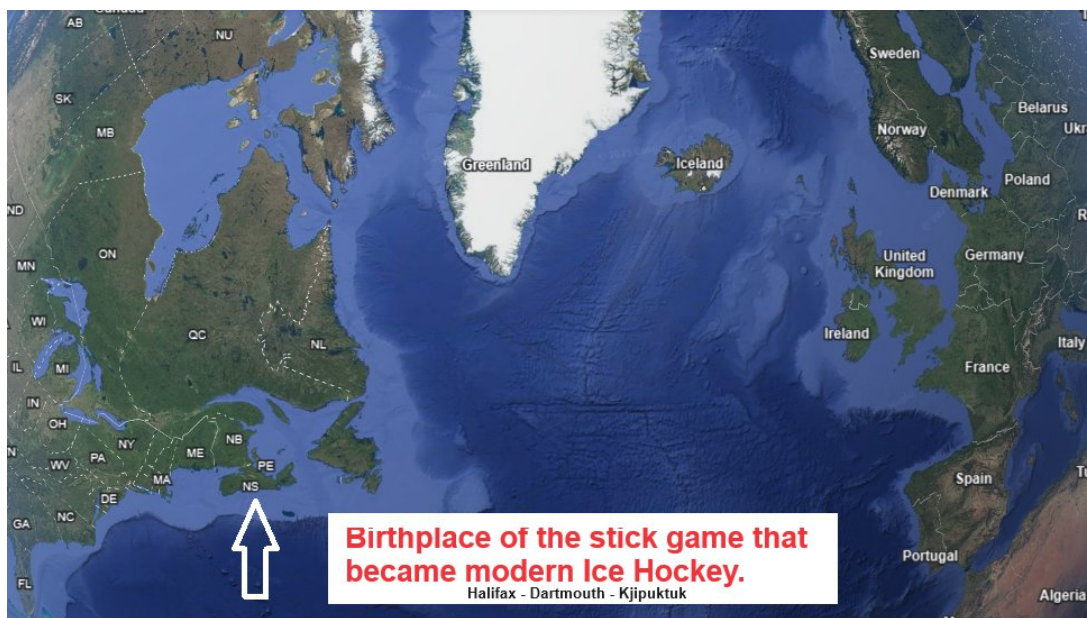 Canada
AB
NU
Sweden
SK
Belarus
MB
Ukr
Norway
Greenland
Iceland
Poland
Denmark
ND
ON
United
Kingdom
Germany
MN
WI
QC
NL
Ireland
Italy
IL
MI
France
IN
OH
NY
NB
ME
PE
WV
PA
MA
NS
Spain
DE
NC
GA
Birthplace of the stick game that
became modern Ice Hockey.
Halifax - Dartmouth - Kjipuktuk
Portugal
FL
Algeria